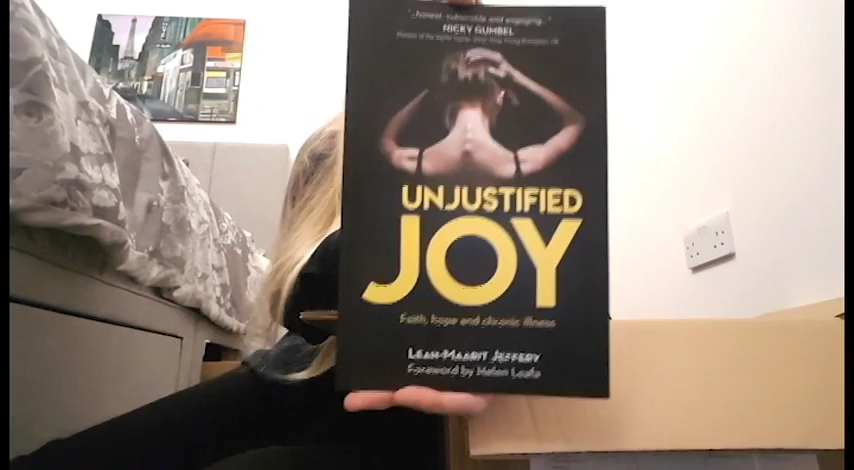 "...honest, vulnerable and engaging..."
NICKY GUMBEL
UNJUSTIFIED
JOY
Faith, hope and chronic illness
LEAH-MAARIT JEFFERY
Foreword by Helen